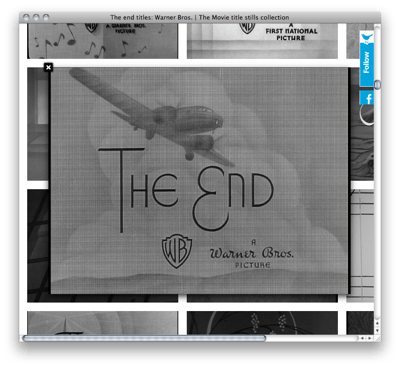 The end titles: Warner Bros. | The Movie title stills collection
WARNER BROS.
PICTURE
A
FIRST NATIONAL
PICTURE
Follow
f
THE END
WB
A
Warner Bros.
PICTURE